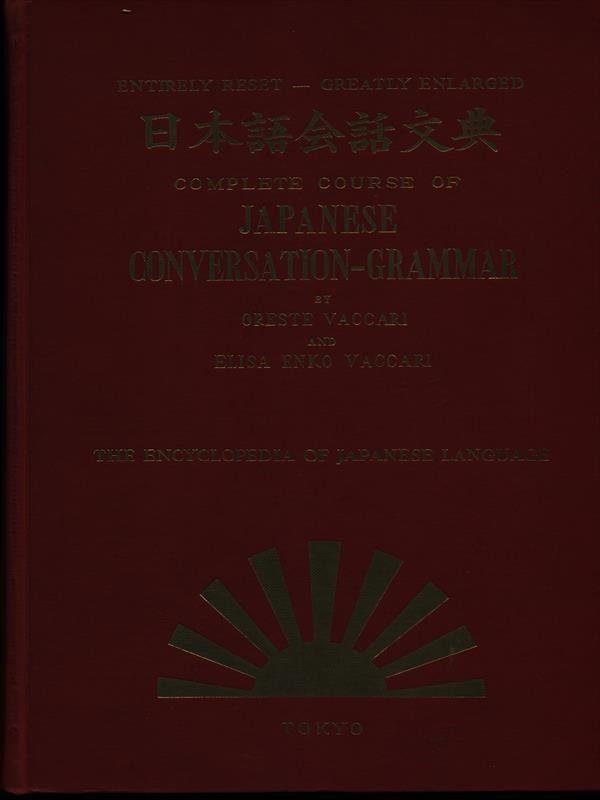 ENTIRELY RESET — GREATLY ENLARGED
日本語会話文典
COMPLETE COURSE OF
JAPANESE
CONVERSATION-GRAMMAR
BY
ORESTE VACCARI
AND
ELISA ENKO VACCARI
THE ENCYCLOPEDIA OF JAPANESE LANGUAGE
TOKYO